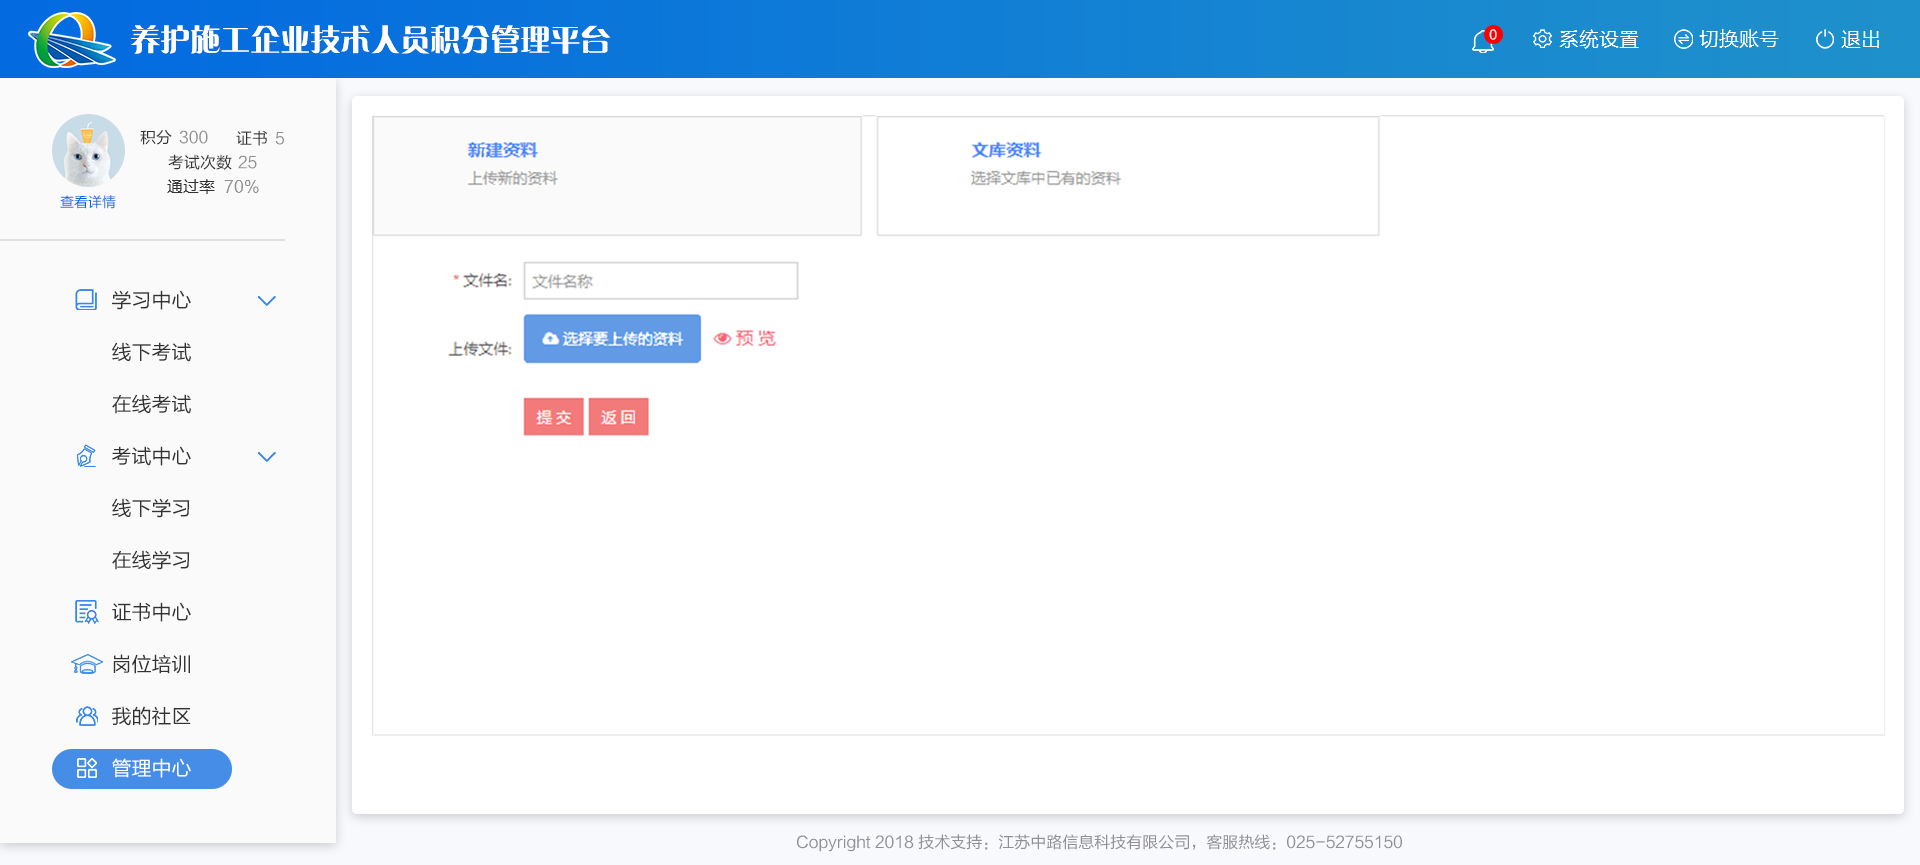 养护施工企业技术人员积分管理平台
0
系统设置
切换账号
退出
积分 300 证书 5
考试次数 25
通过率 70%
查看详情
学习中心
线下考试
在线考试
考试中心
线下学习
在线学习
证书中心
岗位培训
我的社区
管理中心
新建资料
上传新的资料
文库资料
选择文库中已有的资料
*文件名: 文件名称
上传文件: 选择要上传的资料 预 览
提 交 返 回
Copyright 2018 技术支持：江苏中路信息科技有限公司，客服热线：025-52755150